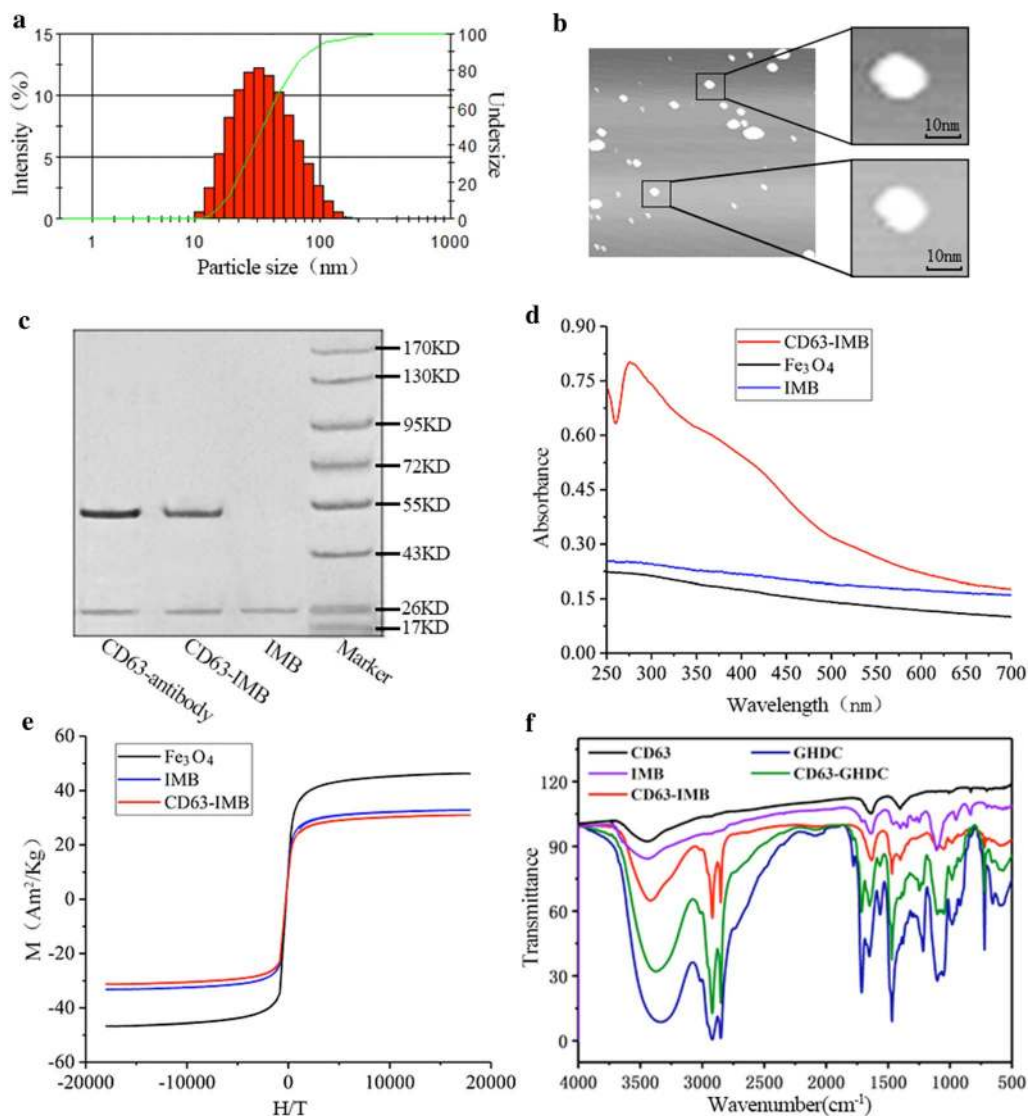 a
15
10
5
0
Intensity (%)
100
80
60
40
20
0
Undersize
1
10
100
1000
Particle size (nm)
b
10nm
10nm
c
170KD
130KD
95KD
72KD
55KD
43KD
26KD
17KD
CD63-antibody
CD63-IMB
IMB
Marker
d
0.90
0.75
0.60
0.45
0.30
0.15
0.00
Absorbance
CD63-IMB
Fe3O4
IMB
250 300 350 400 450 500 550 600 650 700
Wavelength (nm)
e
60
40
20
0
-20
-40
-60
M (Am²/Kg)
Fe3O4
IMB
CD63-IMB
-20000 -10000 0 10000 20000
H/T
f
120
90
60
30
0
Transmittance
CD63
IMB
CD63-IMB
GHDC
CD63-GHDC
4000 3500 3000 2500 2000 1500 1000 500
Wavenumber(cm-1)